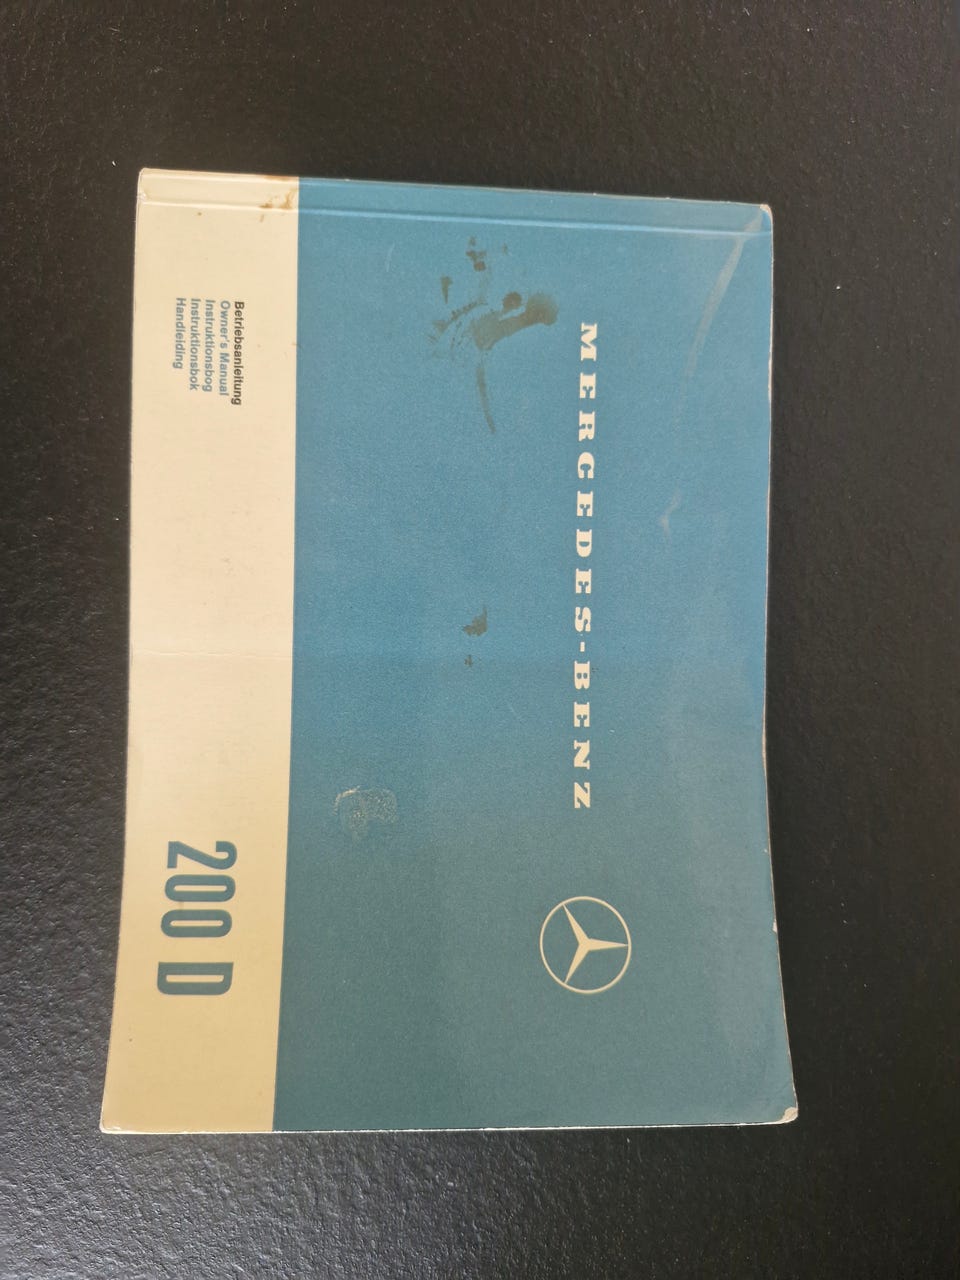 MERCEDES-BENZ
Betriebsanleitung
Owner's Manual
Instruktionsbog
Instruktionsbok
Handleiding
200 D